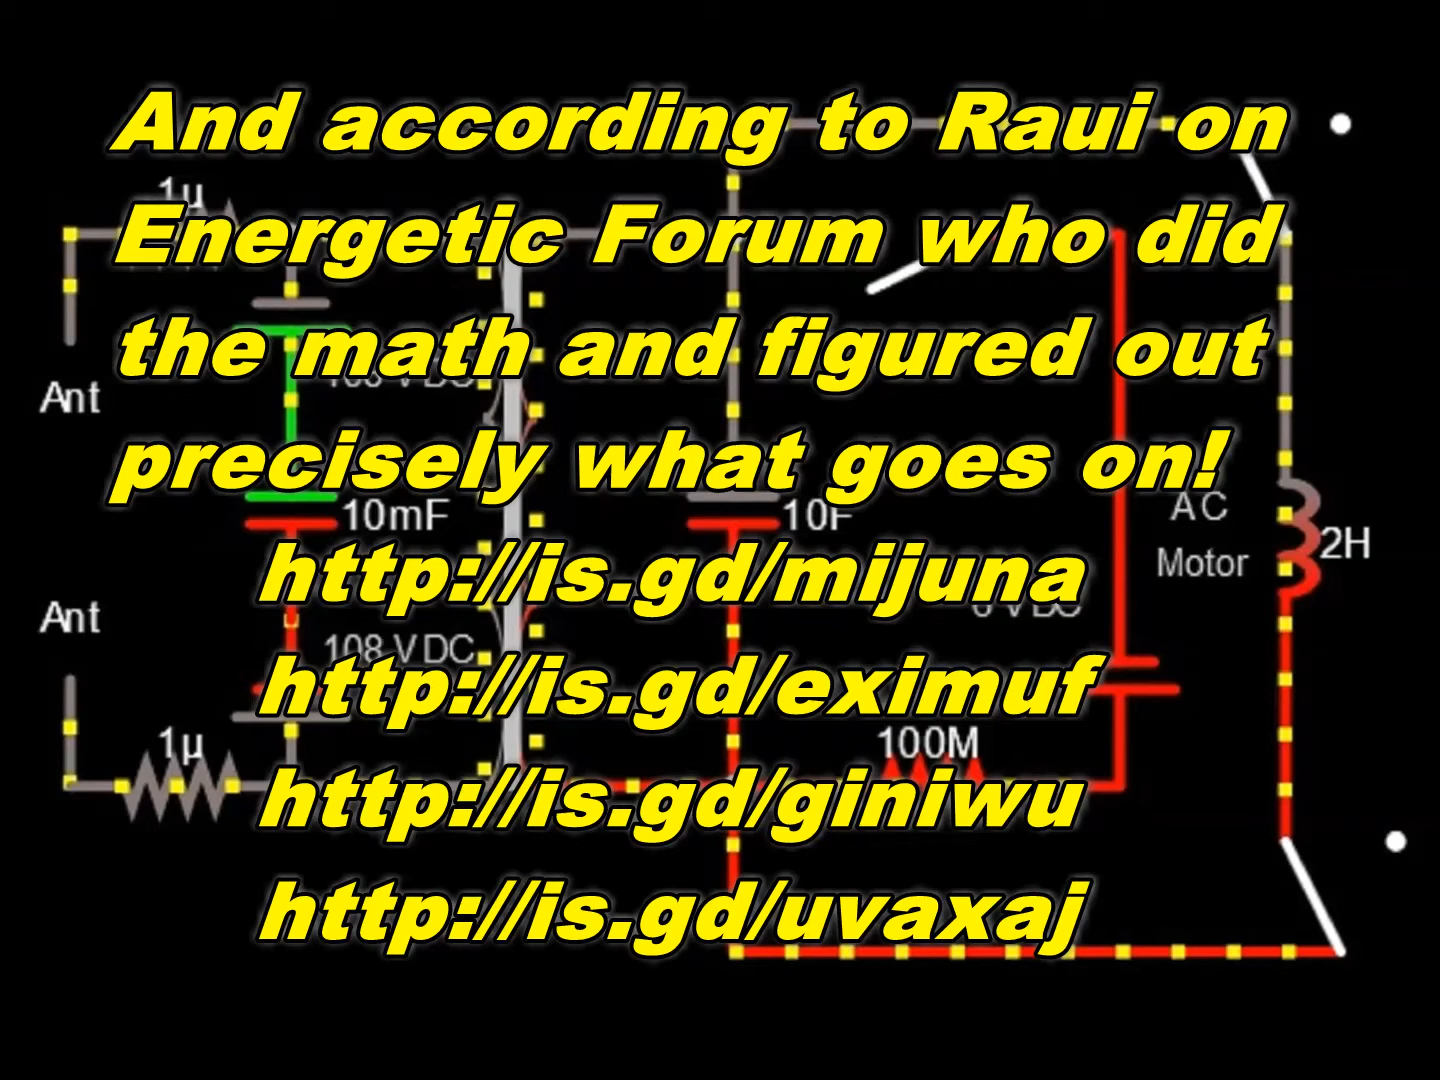 And according to Raui on
Energetic Forum who did
the math and figured out
precisely what goes on!
http://is.gd/mijuna
http://is.gd/eximuf
http://is.gd/giniwu
http://is.gd/uvaxaj
1µ
Ant
10mF
10F
AC
Motor
2H
Ant
108 VDC
VDC
1µ
100M